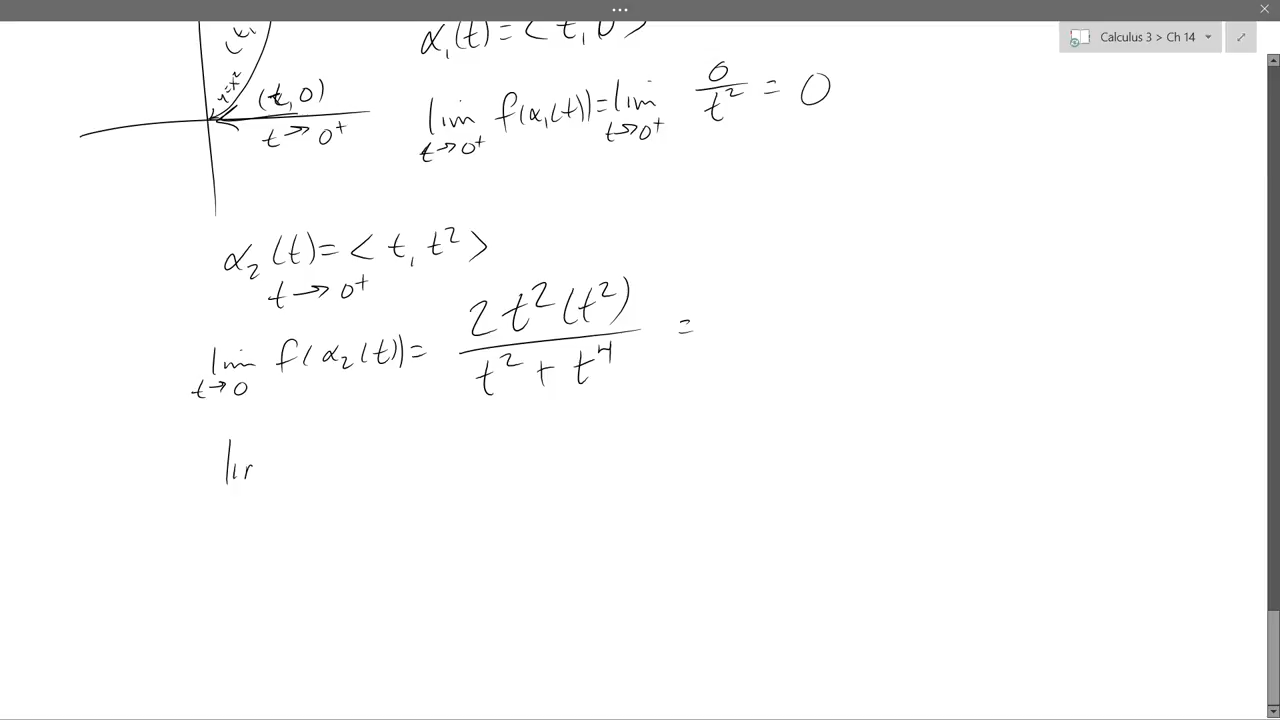 Calculus 3 > Ch 14
α₁(t) = < t, 0 >
y=x²
(t, 0)
t → 0⁺
lim f(α₁(t)) = lim 0/t² = 0
t→0⁺ t→0⁺
α₂(t) = < t, t² >
t → 0⁺
lim f(α₂(t)) = 2t²(t²)/(t² + t⁴) =
t→0